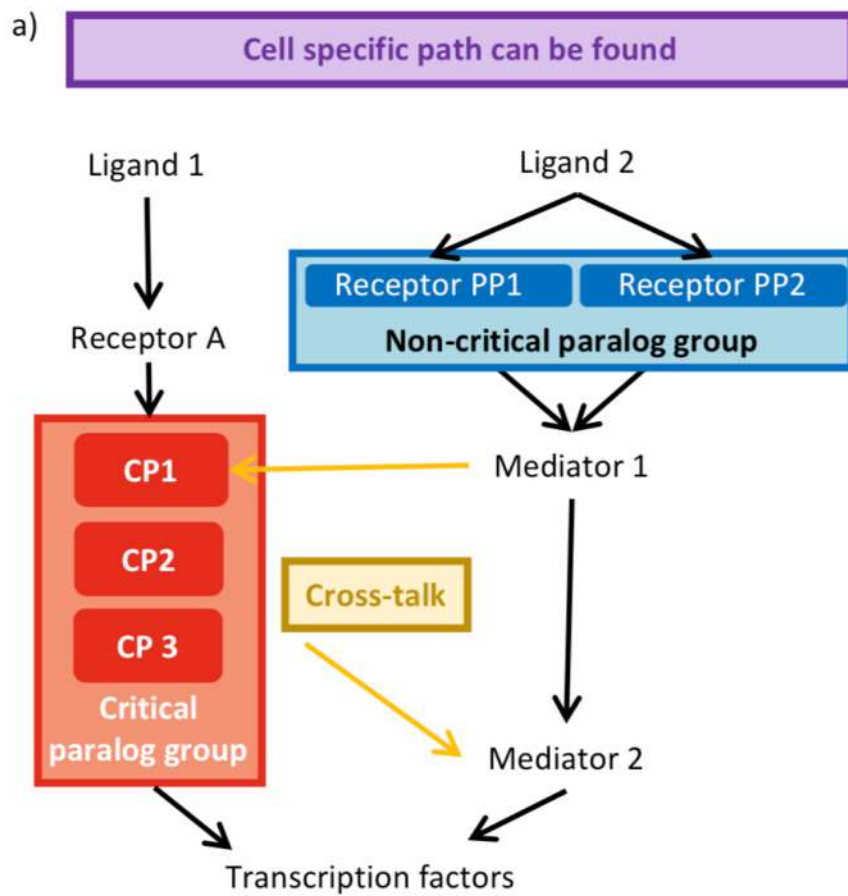 a)
Cell specific path can be found
Ligand 1
Ligand 2
Receptor PP1
Receptor PP2
Non-critical paralog group
Receptor A
CP1
Mediator 1
CP2
Cross-talk
CP 3
Critical
paralog group
Mediator 2
Transcription factors